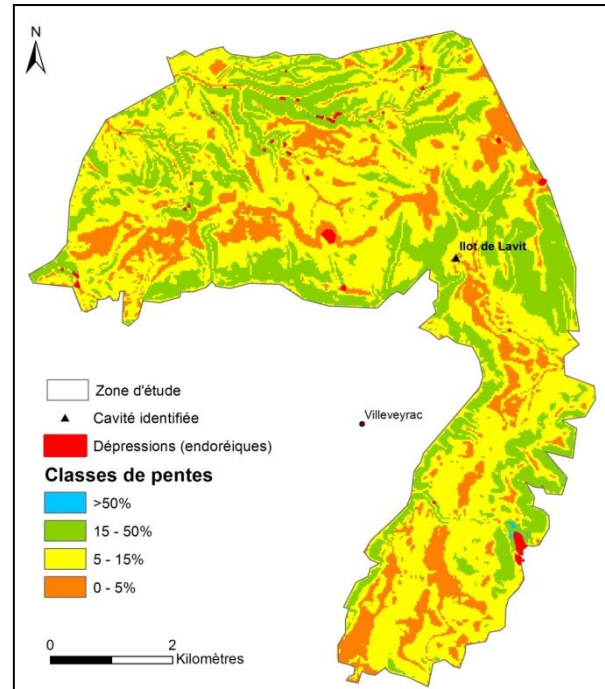 N
Ilot de Lavit
Zone d'étude
Cavité identifiée
Villeveyrac
Dépressions (endoréiques)
Classes de pentes
>50%
15 - 50%
5 - 15%
0 - 5%
0 2
Kilomètres